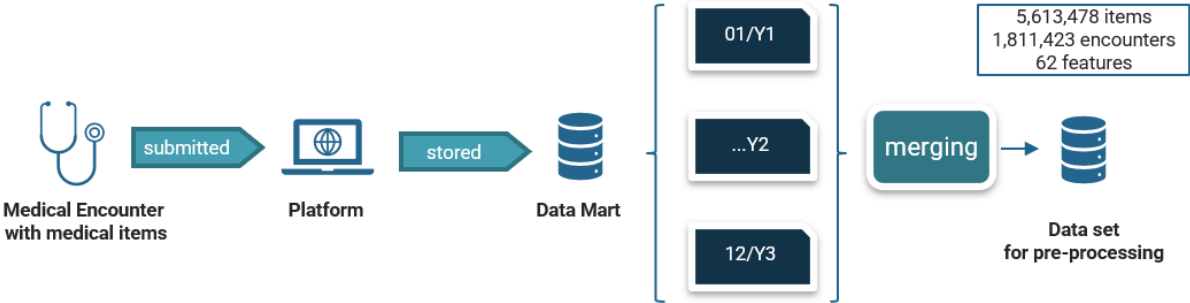 5,613,478 items
1,811,423 encounters
62 features
01/Y1
submitted
stored
...Y2
merging
Medical Encounter
with medical items
Platform
Data Mart
12/Y3
Data set
for pre-processing